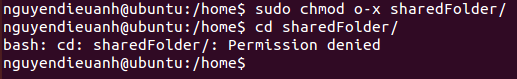 nguyendieuanh@ubuntu:/home$ sudo chmod o-x sharedFolder/
nguyendieuanh@ubuntu:/home$ cd sharedFolder/
bash: cd: sharedFolder/: Permission denied
nguyendieuanh@ubuntu:/home$